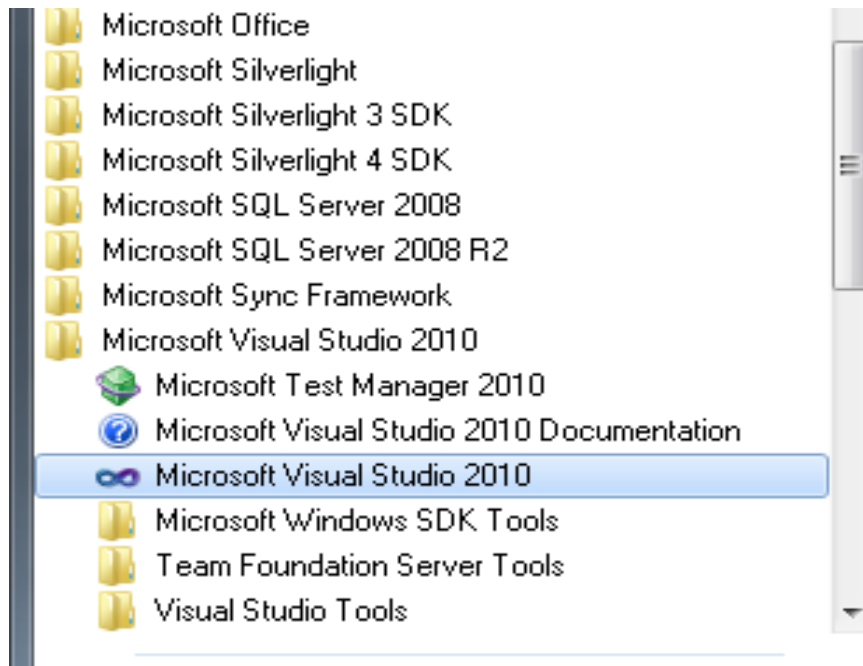 Microsoft Office
Microsoft Silverlight
Microsoft Silverlight 3 SDK
Microsoft Silverlight 4 SDK
Microsoft SQL Server 2008
Microsoft SQL Server 2008 R2
Microsoft Sync Framework
Microsoft Visual Studio 2010
Microsoft Test Manager 2010
Microsoft Visual Studio 2010 Documentation
Microsoft Visual Studio 2010
Microsoft Windows SDK Tools
Team Foundation Server Tools
Visual Studio Tools